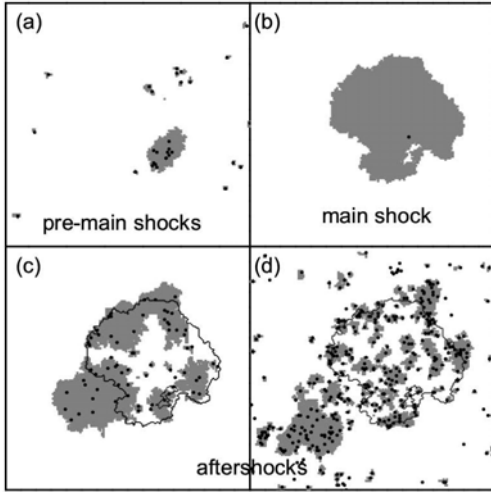 (a)
pre-main shocks
(b)
main shock
(c)
(d)
aftershocks